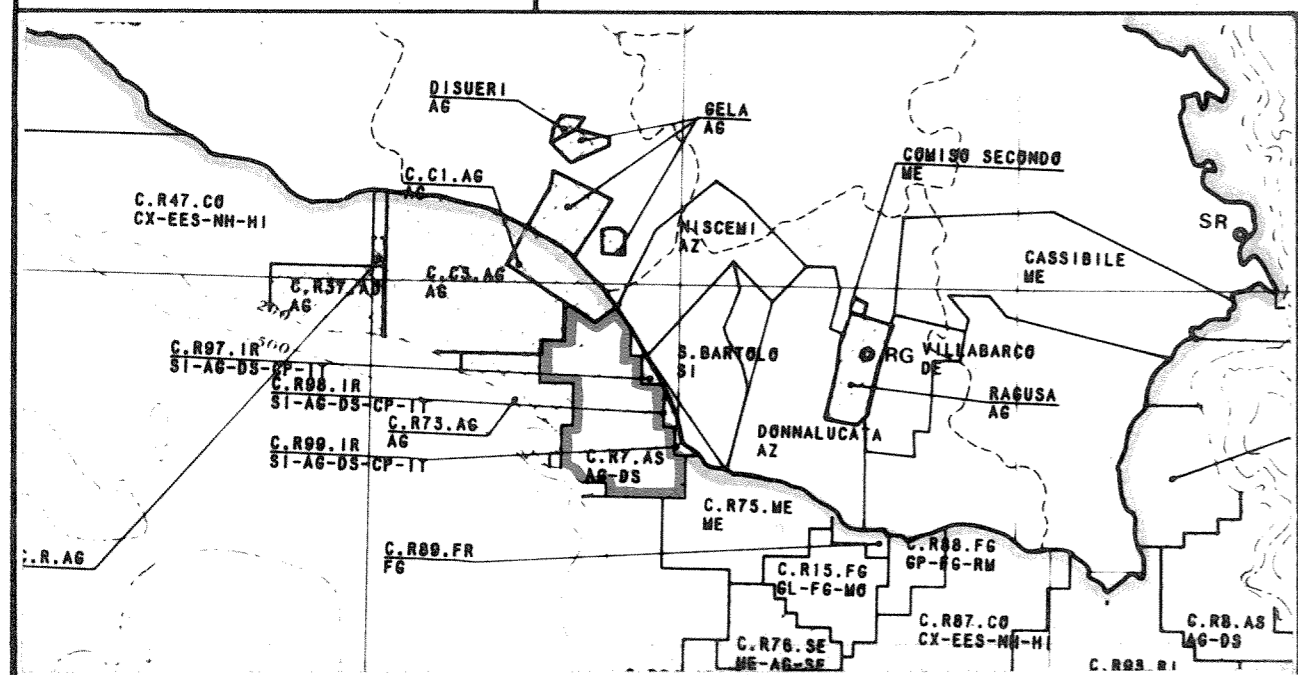 DISUERI
AG
GELA
AG
COMISO SECONDO
ME
C.C1.AG
AG
C.R47.CO
CX-EES-NH-HI
NISCEMI
AZ
SR
CASSIBILE
ME
C.C3.AG
AG
C.R37.AG
AG
200
500
C.R97.IR
SI-AG-DS-CP-IT
S.BARTOLO
SI
RG
VILLABARCO
DE
C.R98.IR
SI-AG-DS-CP-IT
RAGUSA
AG
C.R73.AG
AG
DONNALUCATA
AZ
C.R99.IR
SI-AG-DS-CP-IT
C.R7.AS
AG-DS
C.R75.ME
ME
C.R.AG
C.R89.FR
FG
C.R88.FG
GP-FG-RM
C.R15.FG
GL-FG-MO
C.R87.CO
CX-EES-NH-HI
C.R8.AS
AG-DS
C.R76.SE
ME-AG-SE